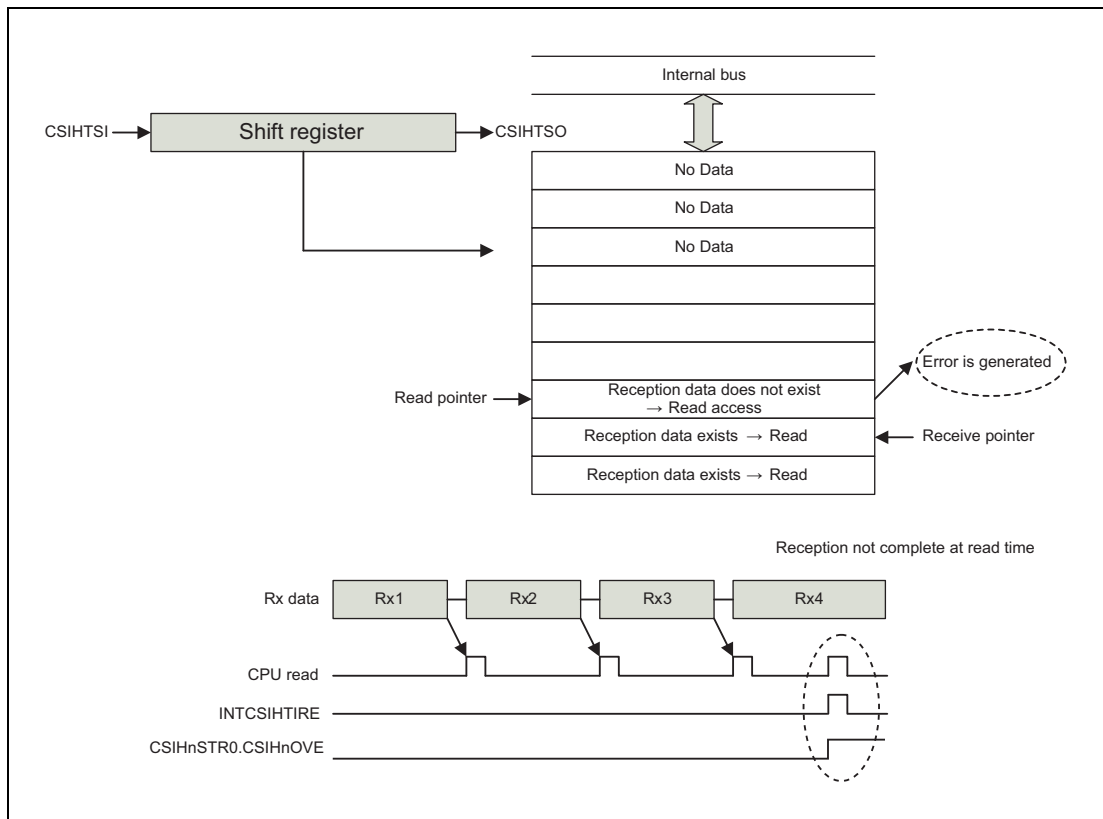 Internal bus
CSIHTSI
Shift register
CSIHTSO
No Data
No Data
No Data
Error is generated
Read pointer
Reception data does not exist
→ Read access
Reception data exists → Read
Receive pointer
Reception data exists → Read
Reception not complete at read time
Rx data
Rx1
Rx2
Rx3
Rx4
CPU read
INTCSIHTIRE
CSIHnSTR0.CSIHnOVE